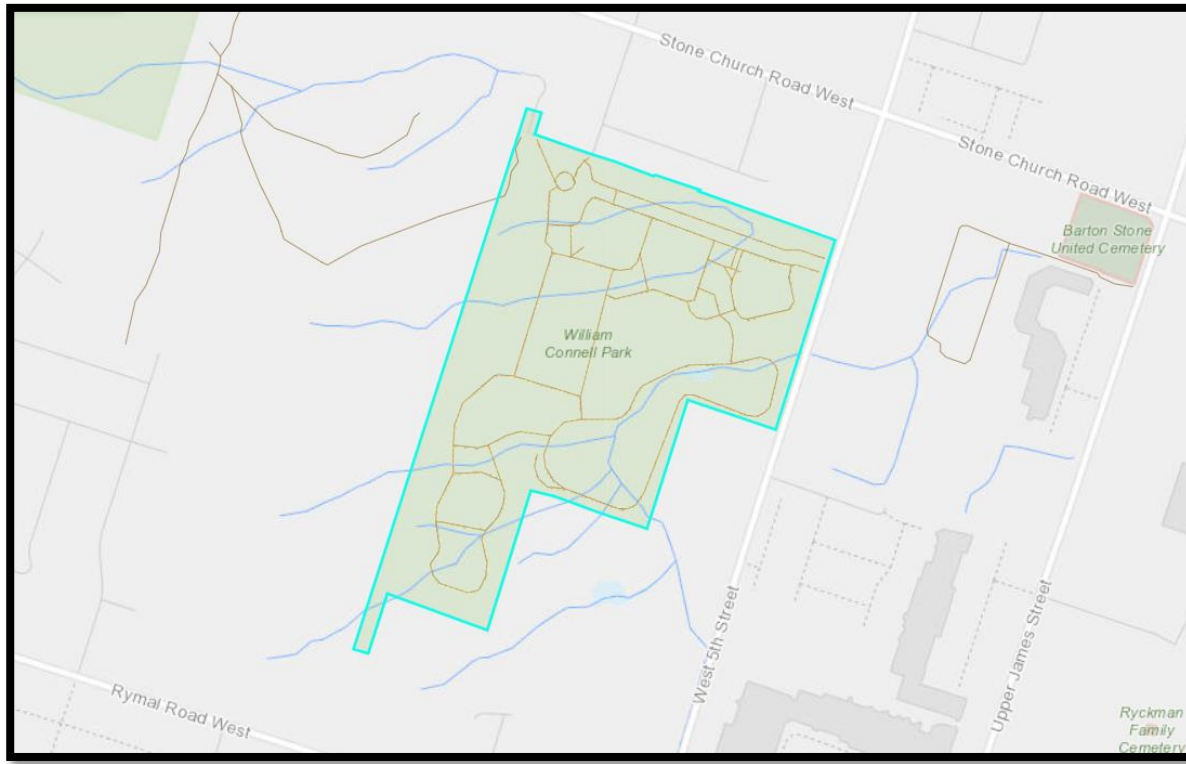 Stone Church Road West
Stone Church Road West
Barton Stone
United Cemetery
William
Connell Park
West 5th Street
Upper James Street
Rymal Road West
Ryckman
Family
Cemetery